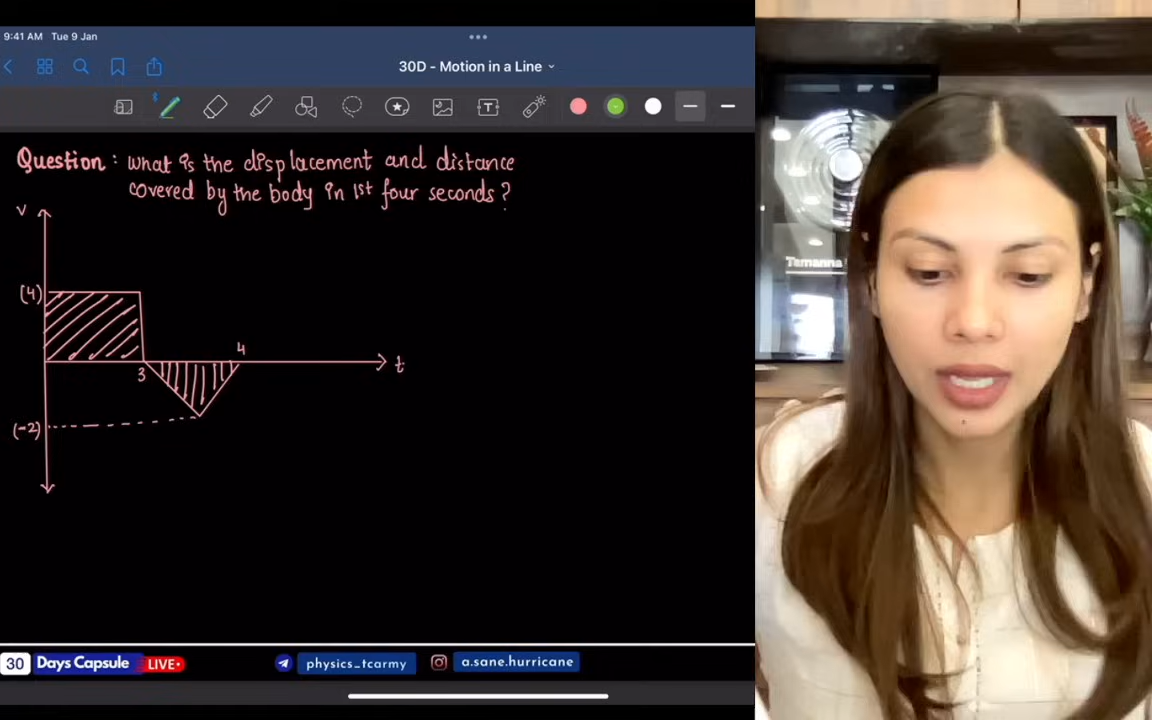 9:41 AM Tue 9 Jan
30D - Motion in a Line
T
Question : What is the displacement and distance
covered by the body in 1st four seconds ?
v
(4)
4
3
t
(-2)
Temanna
30 Days Capsule LIVE
physics_tcarmy
a.sane.hurricane